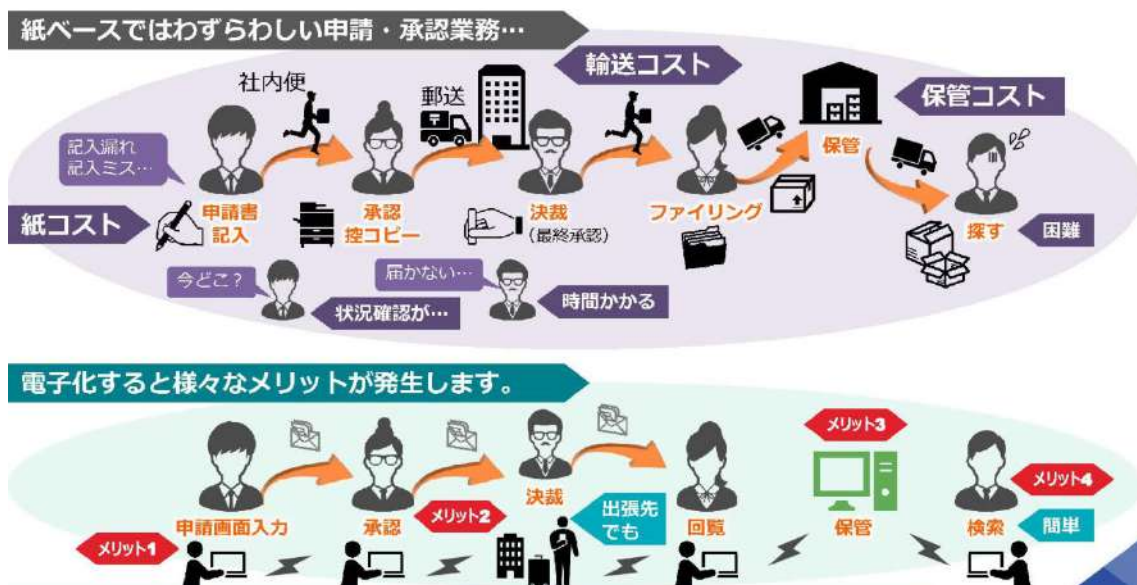 紙ベースではわずらわしい申請・承認業務…
社内便
郵送
輸送コスト
保管コスト
記入漏れ
記入ミス…
紙コスト
申請書
記入
承認
控コピー
決裁
(最終承認)
ファイリング
保管
探す
困難
今どこ？
状況確認が…
届かない…
時間かかる
電子化すると様々なメリットが発生します。
メリット1
申請画面入力
承認
メリット2
決裁
出張先
でも
回覧
メリット3
保管
検索
メリット4
簡単